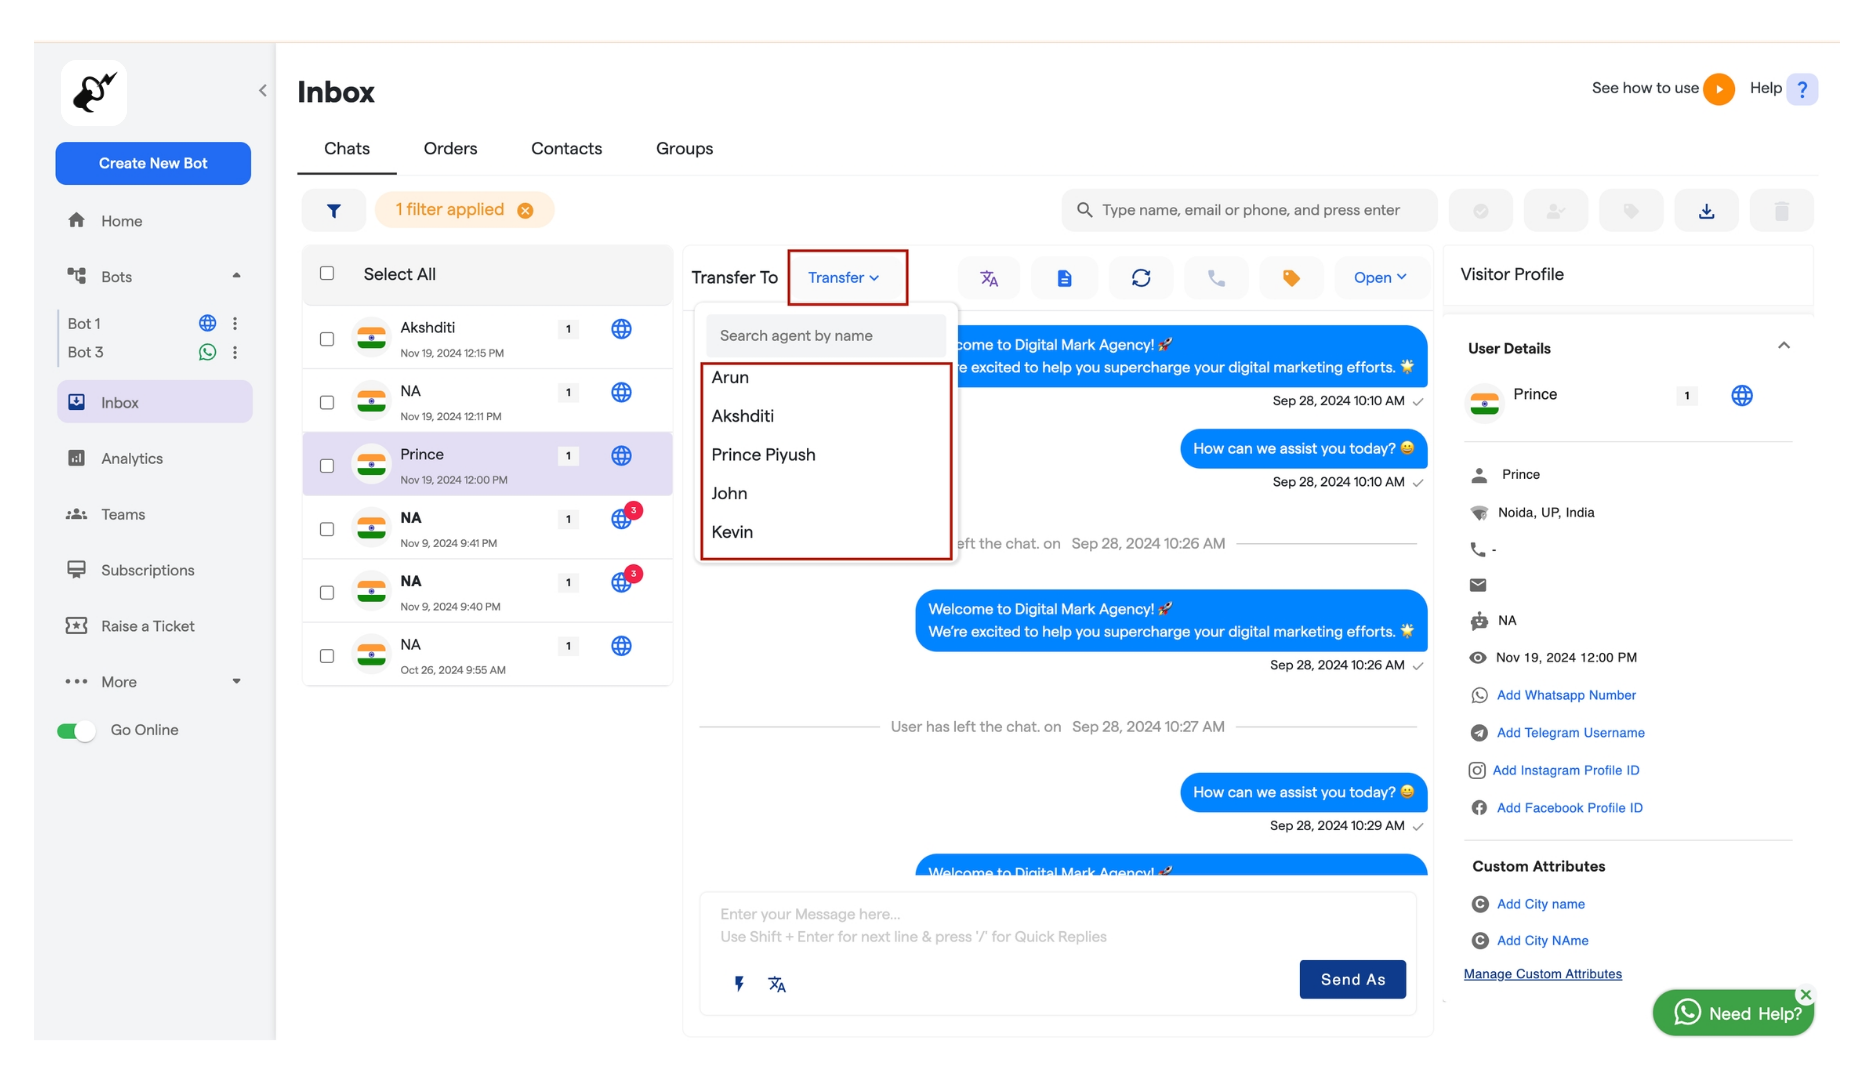 Inbox
See how to use
Help ?
Create New Bot
Chats
Orders
Contacts
Groups
1 filter applied
Type name, email or phone, and press enter
Home
Bots
Bot 1
Bot 3
Inbox
Analytics
Teams
Subscriptions
Raise a Ticket
More
Go Online
Select All
Akshditi
1
Nov 19, 2024 12:15 PM
NA
1
Nov 19, 2024 12:11 PM
Prince
1
Nov 19, 2024 12:00 PM
NA
1
3
Nov 9, 2024 9:41 PM
NA
1
3
Nov 9, 2024 9:40 PM
NA
1
Oct 26, 2024 9:55 AM
Transfer To
Transfer
Open
Search agent by name
Arun
Akshditi
Prince Piyush
John
Kevin
come to Digital Mark Agency! 🚀
re excited to help you supercharge your digital marketing efforts. 🌟
Sep 28, 2024 10:10 AM
How can we assist you today? 😀
Sep 28, 2024 10:10 AM
eft the chat. on Sep 28, 2024 10:26 AM
Welcome to Digital Mark Agency! 🚀
We're excited to help you supercharge your digital marketing efforts. 🌟
Sep 28, 2024 10:26 AM
User has left the chat. on Sep 28, 2024 10:27 AM
How can we assist you today? 😀
Sep 28, 2024 10:29 AM
Welcome to Digital Mark Agency! 🚀
Enter your Message here...
Use Shift + Enter for next line & press '/' for Quick Replies
Send As
Visitor Profile
User Details
Prince
1
Prince
Noida, UP, India
-
NA
Nov 19, 2024 12:00 PM
Add Whatsapp Number
Add Telegram Username
Add Instagram Profile ID
Add Facebook Profile ID
Custom Attributes
C Add City name
C Add City NAme
Manage Custom Attributes
Need Help?